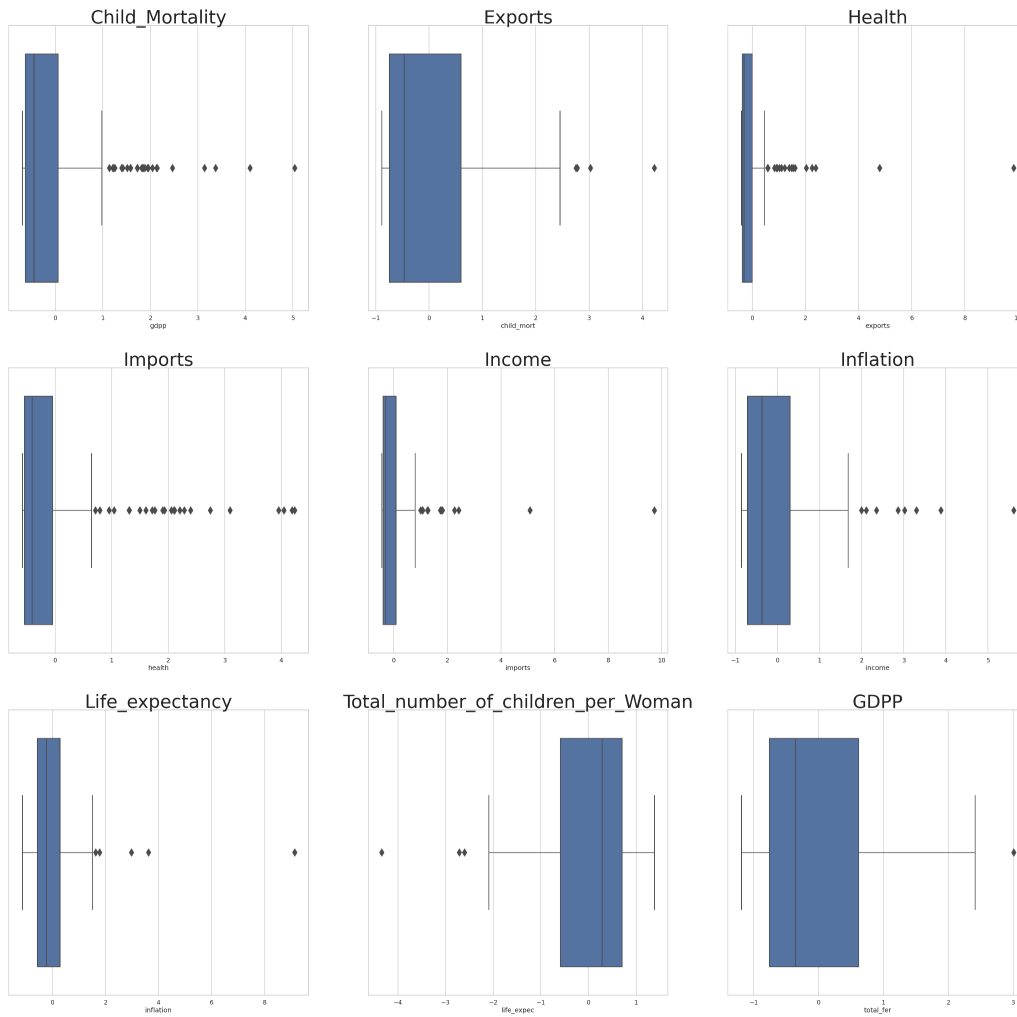 Child_Mortality Exports Health
0 1 2 3 4 5 −1 0 1 2 3 4 0 2 4 6 8 1
gdpp child_mort exports
Imports Income Inflation
0 1 2 3 4 0 2 4 6 8 10 −1 0 1 2 3 4 5
health imports income
Life_expectancy Total_number_of_children_per_Woman GDPP
0 2 4 6 8 −4 −3 −2 −1 0 1 −1 0 1 2 3
inflation life_expec total_fer